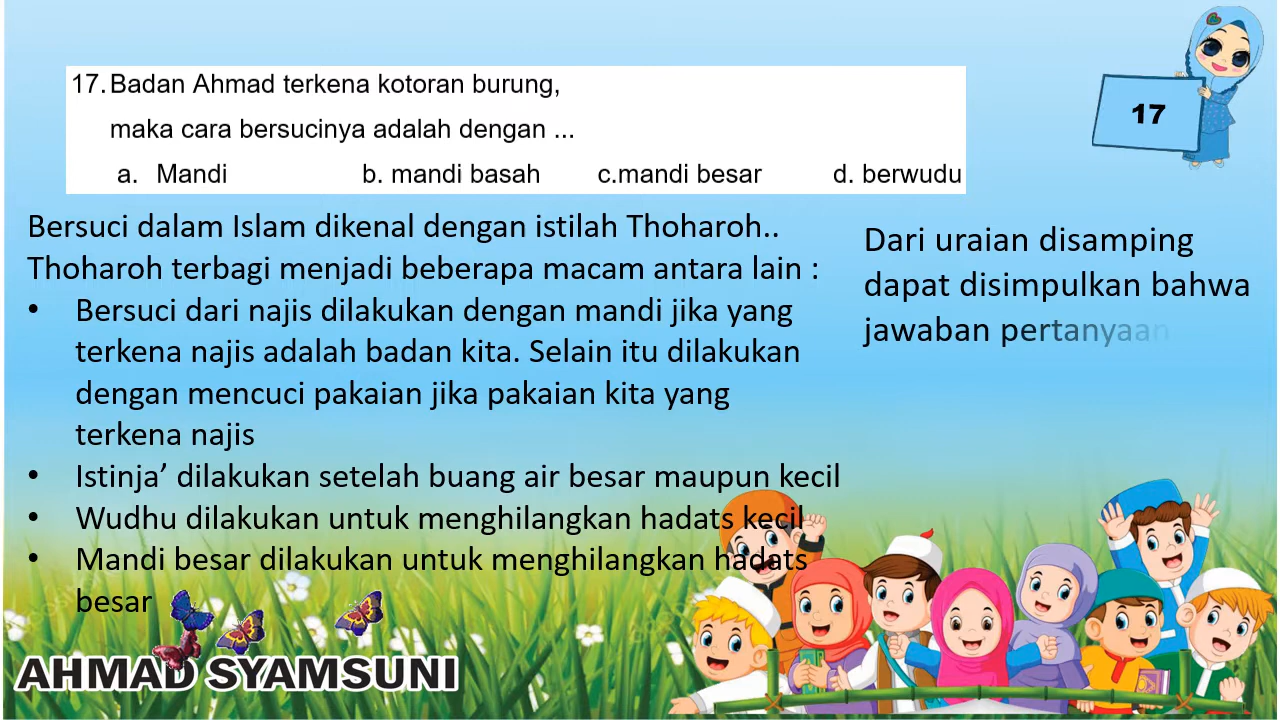 17. Badan Ahmad terkena kotoran burung,
maka cara bersucinya adalah dengan ...
a. Mandi b. mandi basah c.mandi besar d. berwudu
17
Bersuci dalam Islam dikenal dengan istilah Thoharoh..
Thoharoh terbagi menjadi beberapa macam antara lain :
• Bersuci dari najis dilakukan dengan mandi jika yang
terkena najis adalah badan kita. Selain itu dilakukan
dengan mencuci pakaian jika pakaian kita yang
terkena najis
• Istinja’ dilakukan setelah buang air besar maupun kecil
• Wudhu dilakukan untuk menghilangkan hadats kecil
• Mandi besar dilakukan untuk menghilangkan hadats
besar
Dari uraian disamping
dapat disimpulkan bahwa
jawaban pertanyaan
AHMAD SYAMSUNI